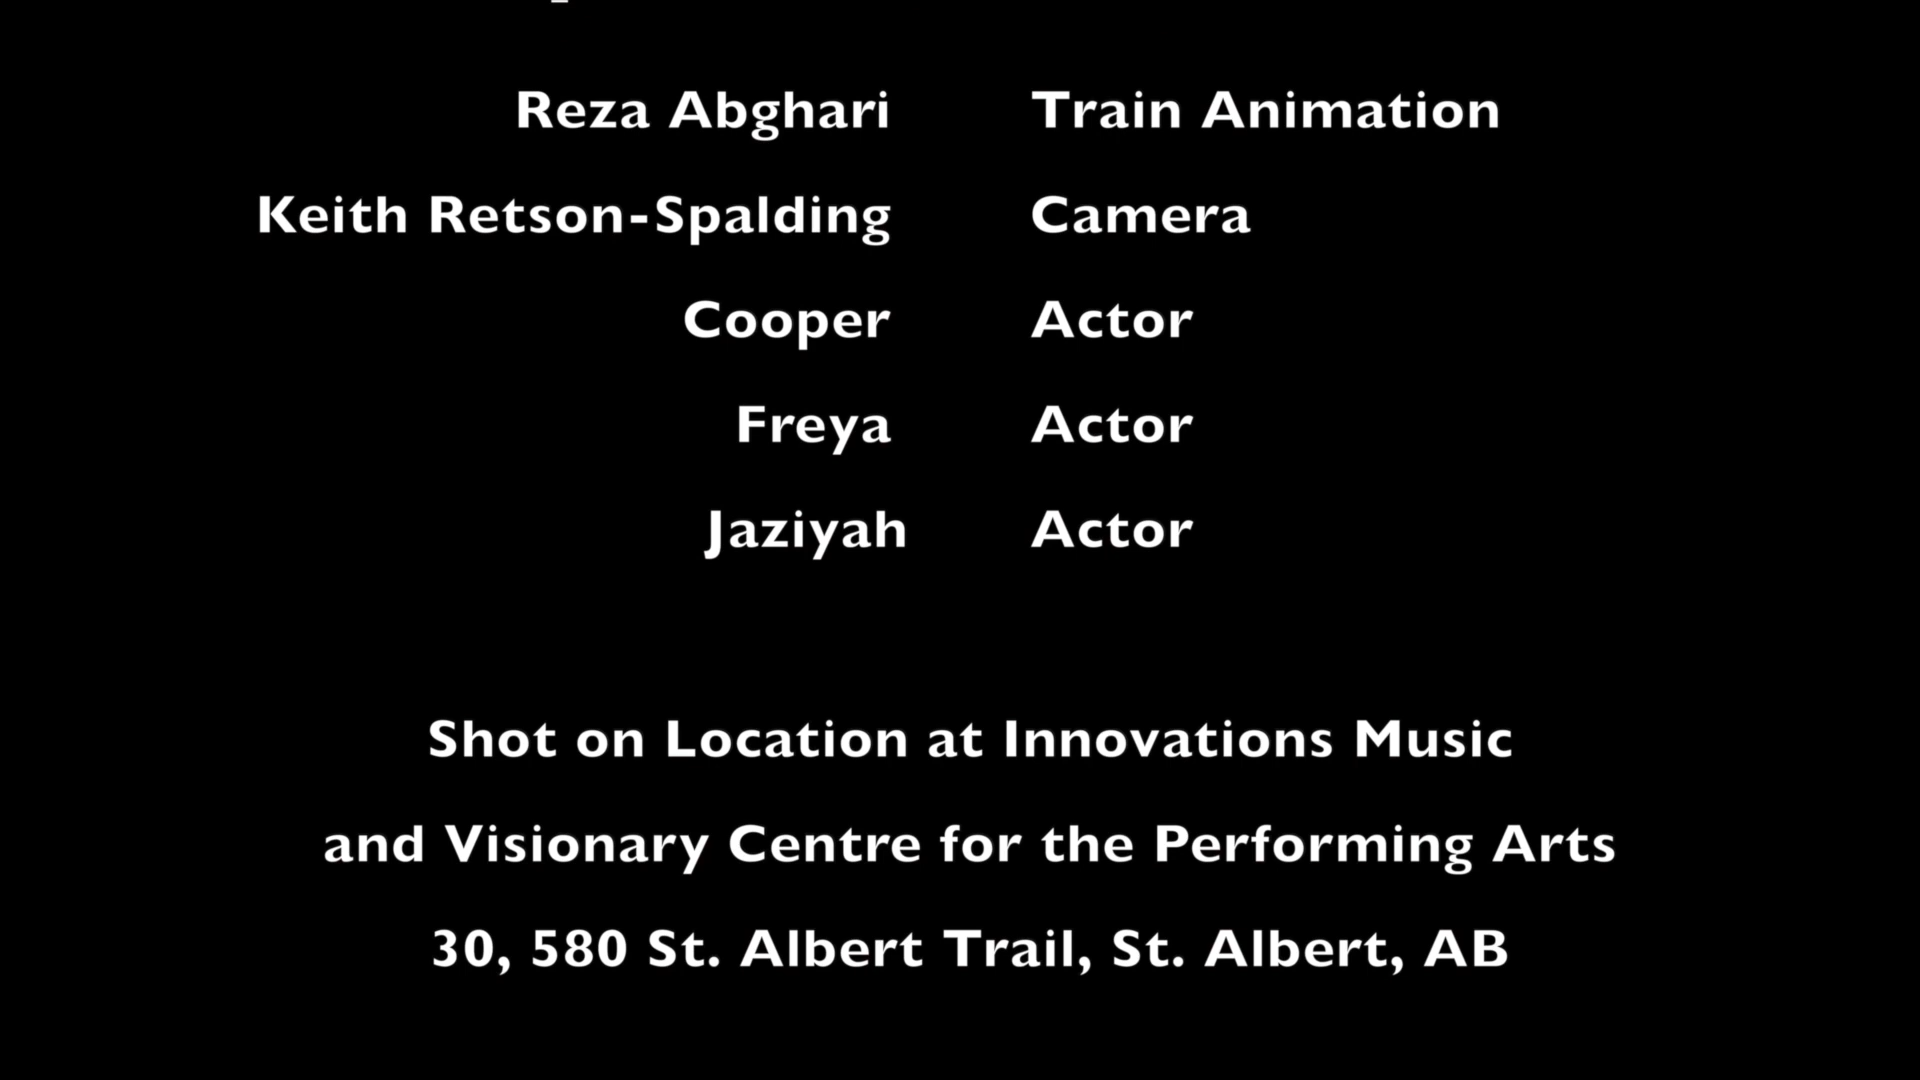 Reza Abghari Train Animation
Keith Retson-Spalding Camera
Cooper Actor
Freya Actor
Jaziyah Actor
Shot on Location at Innovations Music
and Visionary Centre for the Performing Arts
30, 580 St. Albert Trail, St. Albert, AB